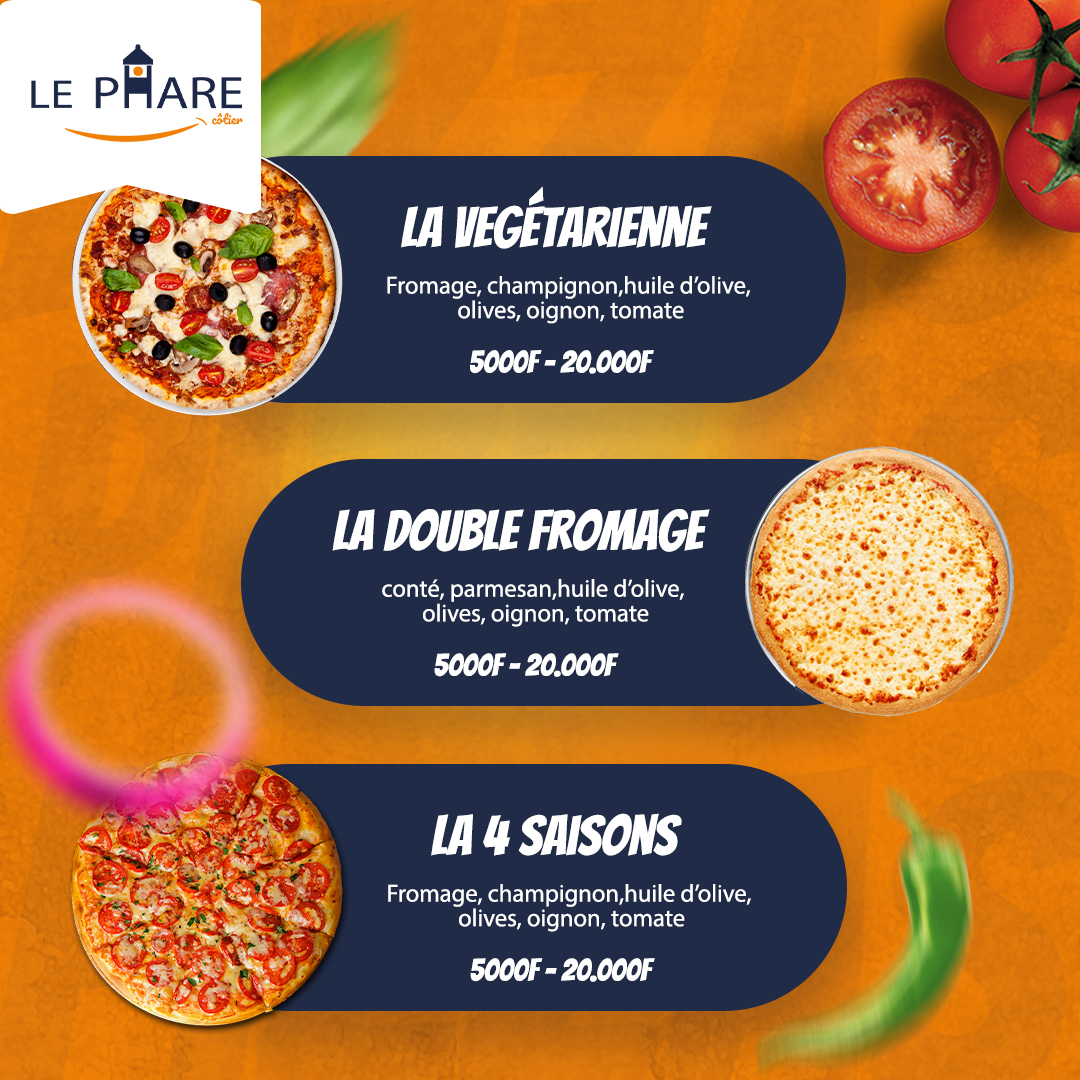 LE PHARE
côtier
LA VEGÉTARIENNE
Fromage, champignon,huile d’olive,
olives, oignon, tomate
5000F - 20.000F
LA DOUBLE FROMAGE
conté, parmesan,huile d’olive,
olives, oignon, tomate
5000F - 20.000F
LA 4 SAISONS
Fromage, champignon,huile d’olive,
olives, oignon, tomate
5000F - 20.000F